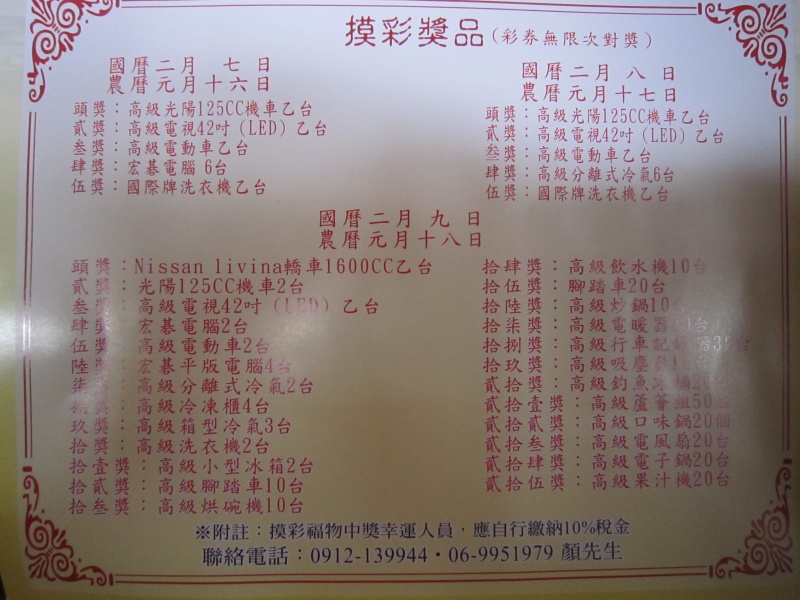 摸彩獎品(彩券無限次對獎)
國曆二月 七日
農曆元月十六日
頭獎：高級光陽125CC機車乙台
貳獎：高級電視42吋(LED)乙台
叁獎：高級電動車乙台
肆獎：宏碁電腦 6台
伍獎：國際牌洗衣機乙台
國曆二月 八 日
農曆元月十七日
頭獎：高級光陽125CC機車乙台
貳獎：高級電視42吋(LED)乙台
叁獎：高級電動車乙台
肆獎：高級分離式冷氣6台
伍獎：國際牌洗衣機乙台
國曆二月 九 日
農曆元月十八日
頭獎：Nissan livina轎車1600CC乙台
貳獎：光陽125CC機車2台
叁獎：高級電視42吋(LED)乙台
肆獎：宏碁電腦2台
伍獎：高級電動車2台
陸獎：宏碁平版電腦4台
柒獎：高級分離式冷氣2台
捌獎：高級冷凍櫃4台
玖獎：高級箱型冷氣3台
拾獎：高級洗衣機2台
拾壹獎：高級小型冰箱2台
拾貳獎：高級腳踏車10台
拾叁獎：高級烘碗機10台
拾肆獎：高級飲水機10台
拾伍獎：腳踏車20台
拾陸獎：高級炒鍋10台
拾柒獎：高級電暖器 0台
拾捌獎：高級行車記錄器3 台
拾玖獎：高級吸塵器1 台
貳拾獎：高級釣魚冰桶2
貳拾壹獎：高級蘆薈組50組
貳拾貳獎：高級口味鍋20個
貳拾叁獎：高級電風扇20台
貳拾肆獎：高級電子鍋20台
貳拾伍獎：高級果汁機20台
※附註：摸彩福物中獎幸運人員，應自行繳納10%稅金
聯絡電話：0912-139944・06-9951979 顏先生